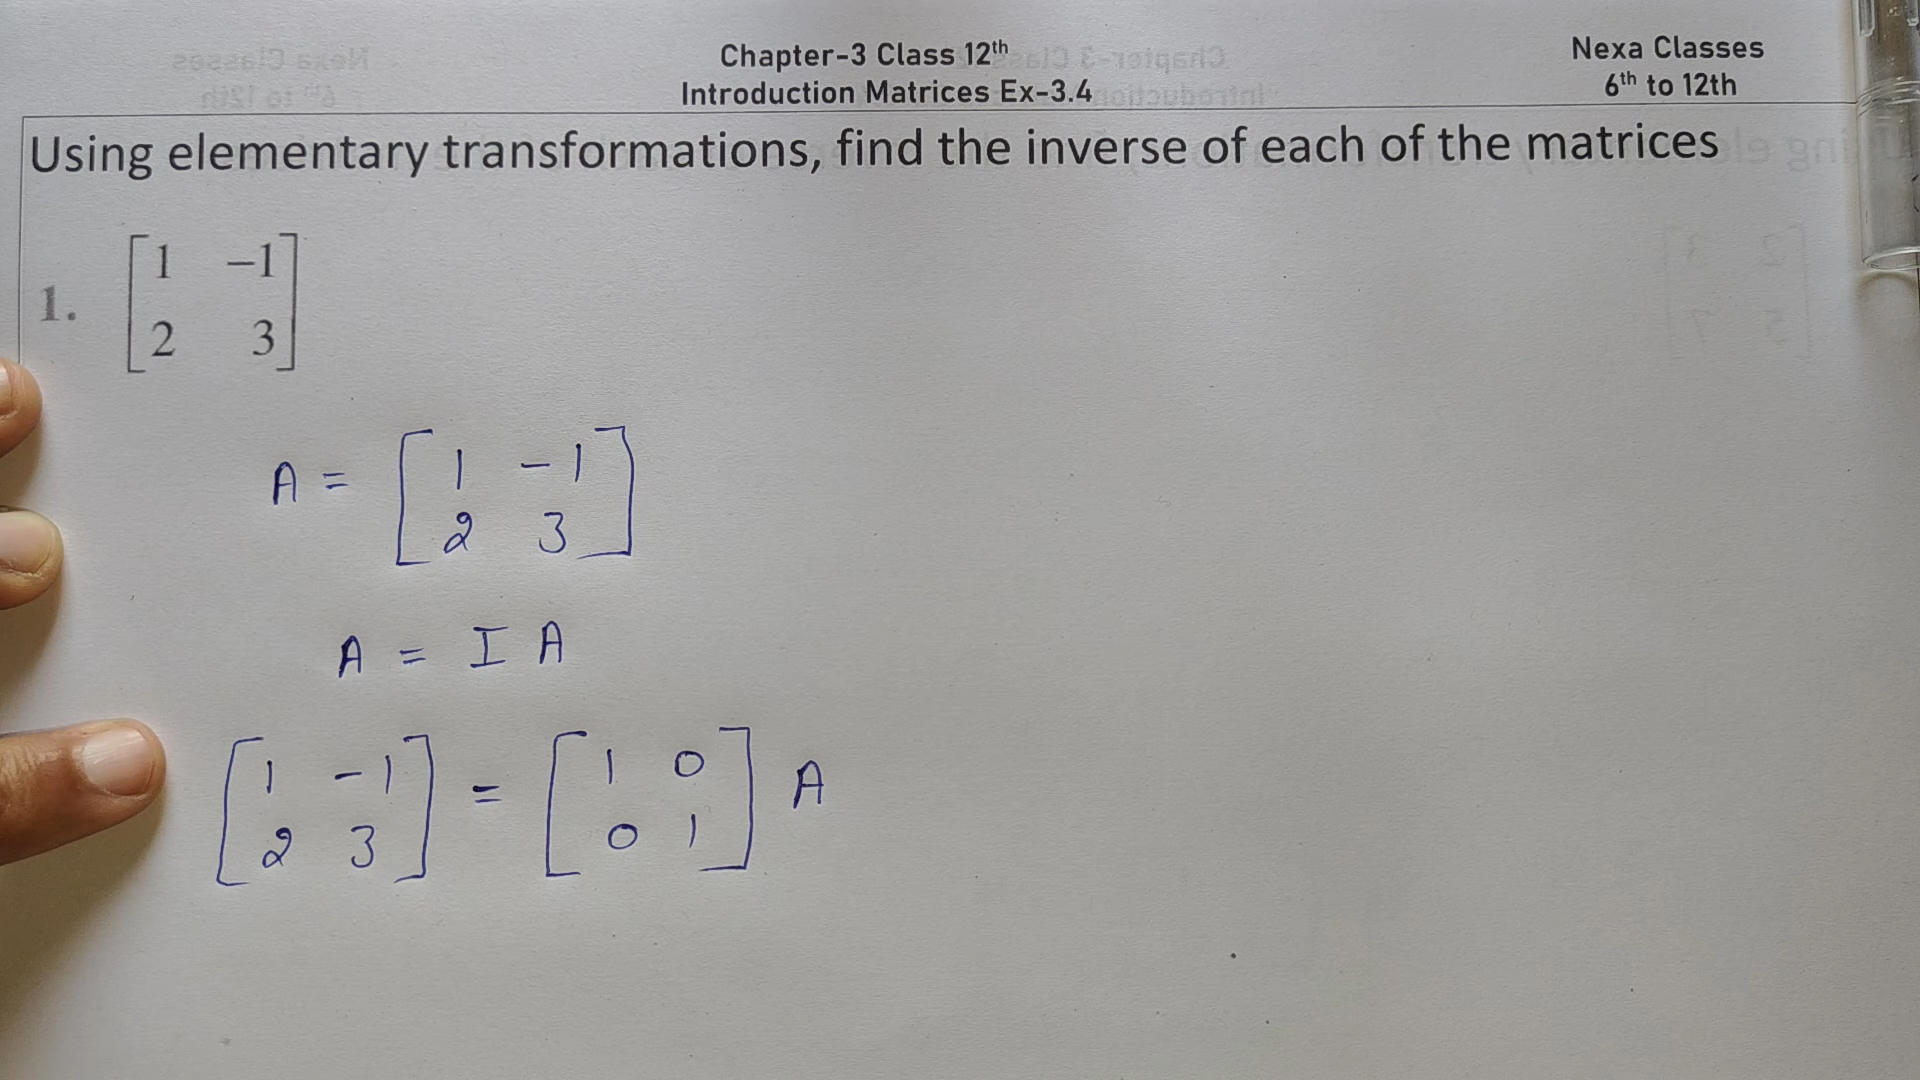 Chapter-3 Class 12th
Introduction Matrices Ex-3.4
Nexa Classes
6th to 12th
Using elementary transformations, find the inverse of each of the matrices
1. [1 -1
2 3]
A = [1 -1
2 3]
A = I A
[1 -1
2 3] = [1 0
0 1] A